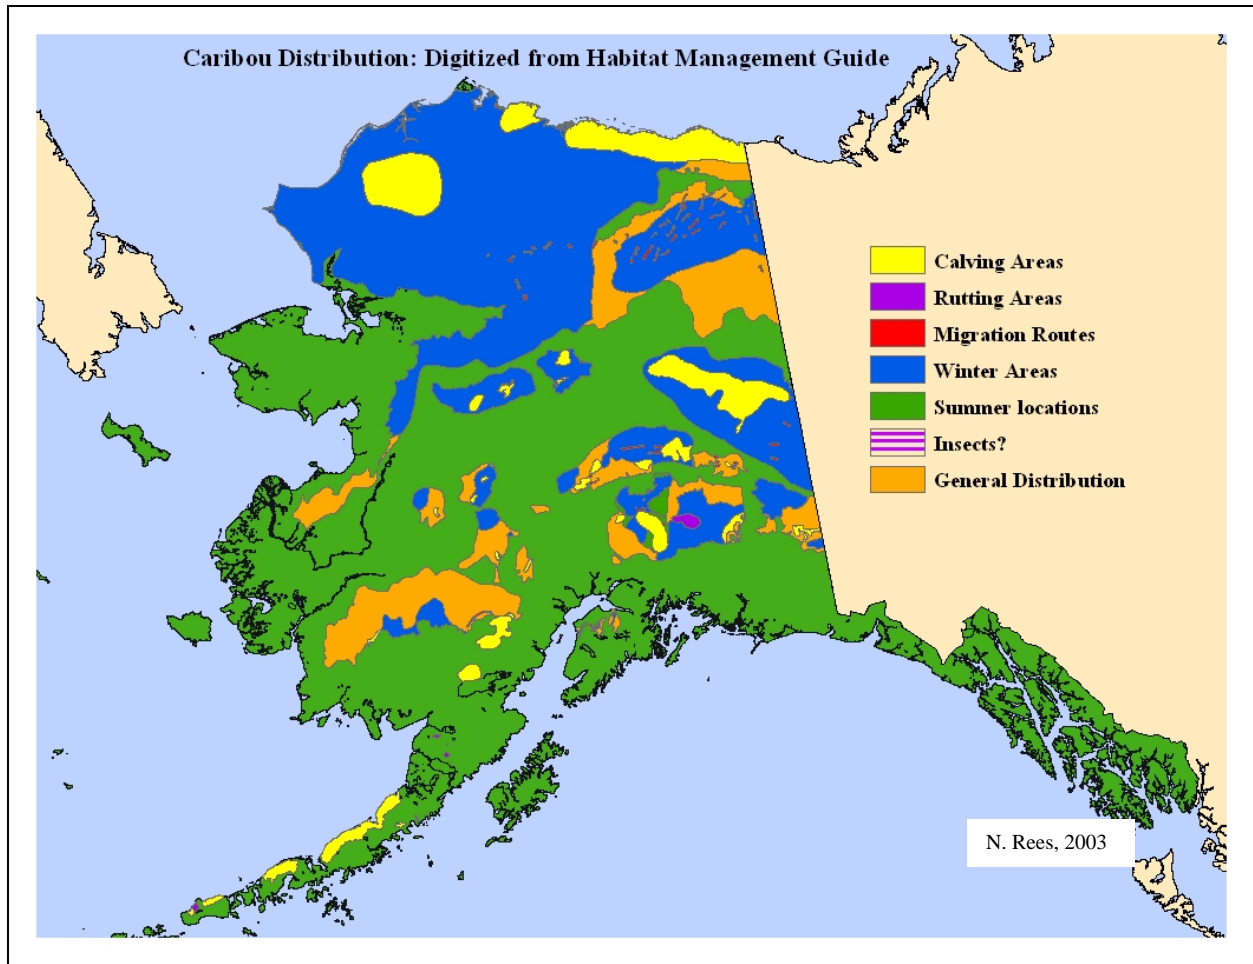 Caribou Distribution: Digitized from Habitat Management Guide
Calving Areas
Rutting Areas
Migration Routes
Winter Areas
Summer locations
Insects?
General Distribution
N. Rees, 2003